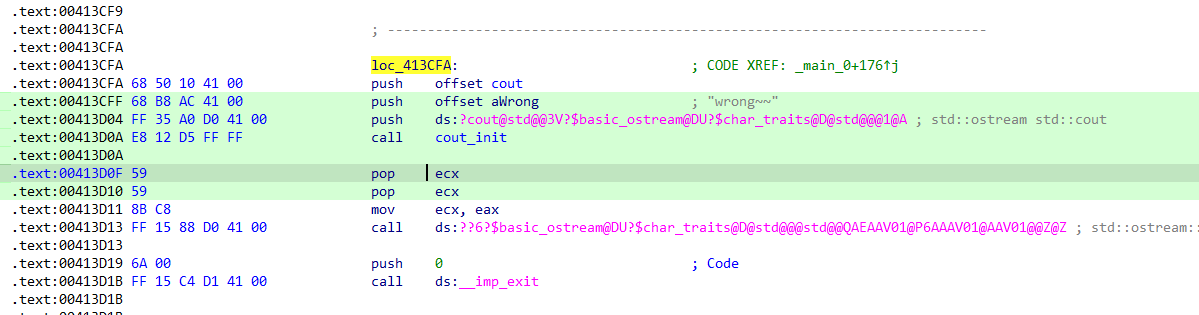 .text:00413CF9
.text:00413CFA ; ---------------------------------------------------------------------------
.text:00413CFA
.text:00413CFA loc_413CFA: ; CODE XREF: _main_0+176↑j
.text:00413CFA 68 50 10 41 00 push offset cout
.text:00413CFF 68 B8 AC 41 00 push offset aWrong ; "wrong~~"
.text:00413D04 FF 35 A0 D0 41 00 push ds:?cout@std@@3V?$basic_ostream@DU?$char_traits@D@std@@@1@A ; std::ostream std::cout
.text:00413D0A E8 12 D5 FF FF call cout_init
.text:00413D0A
.text:00413D0F 59 pop ecx
.text:00413D10 59 pop ecx
.text:00413D11 8B C8 mov ecx, eax
.text:00413D13 FF 15 88 D0 41 00 call ds:??6?$basic_ostream@DU?$char_traits@D@std@@@std@@QAEAAV01@P6AAAV01@AAV01@@Z@Z ; std::ostream::
.text:00413D13
.text:00413D19 6A 00 push 0 ; Code
.text:00413D1B FF 15 C4 D1 41 00 call ds:__imp_exit
.text:00413D1B